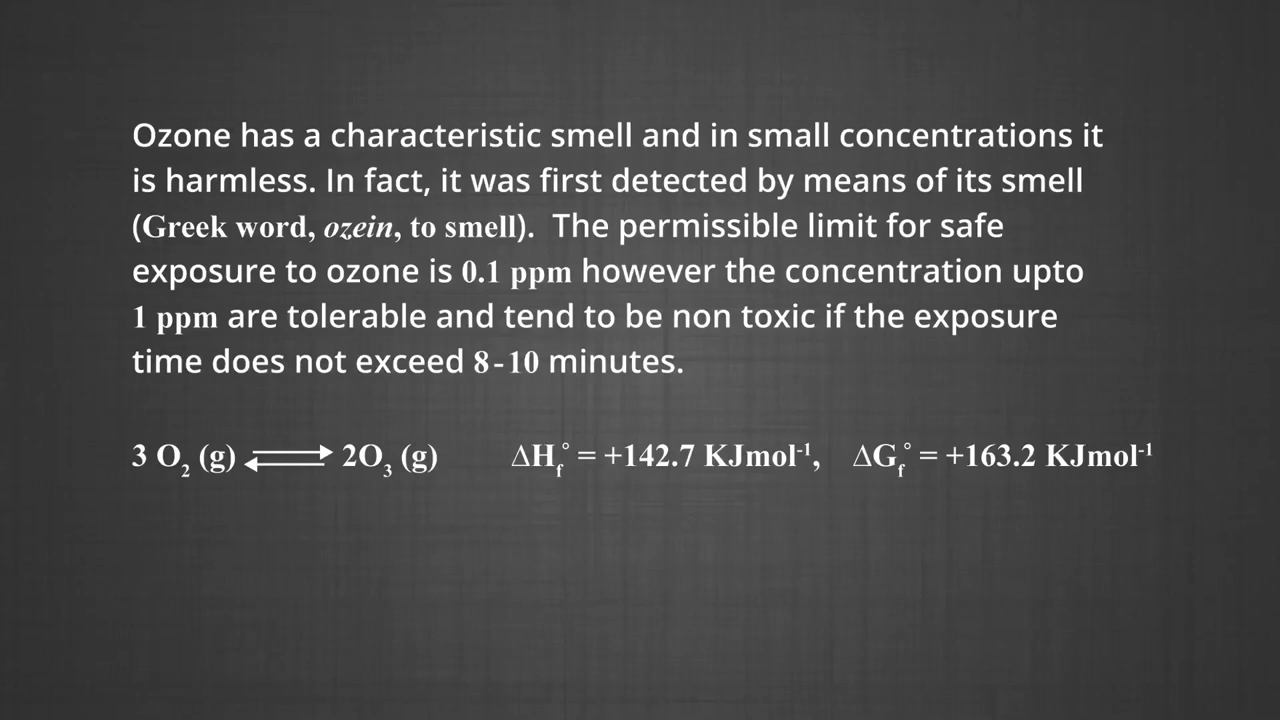 Ozone has a characteristic smell and in small concentrations it
is harmless. In fact, it was first detected by means of its smell
(Greek word, ozein, to smell). The permissible limit for safe
exposure to ozone is 0.1 ppm however the concentration upto
1 ppm are tolerable and tend to be non toxic if the exposure
time does not exceed 8-10 minutes.
3 O₂ (g) ⇌ 2O₃ (g) ΔH_f° = +142.7 KJmol⁻¹, ΔG_f° = +163.2 KJmol⁻¹